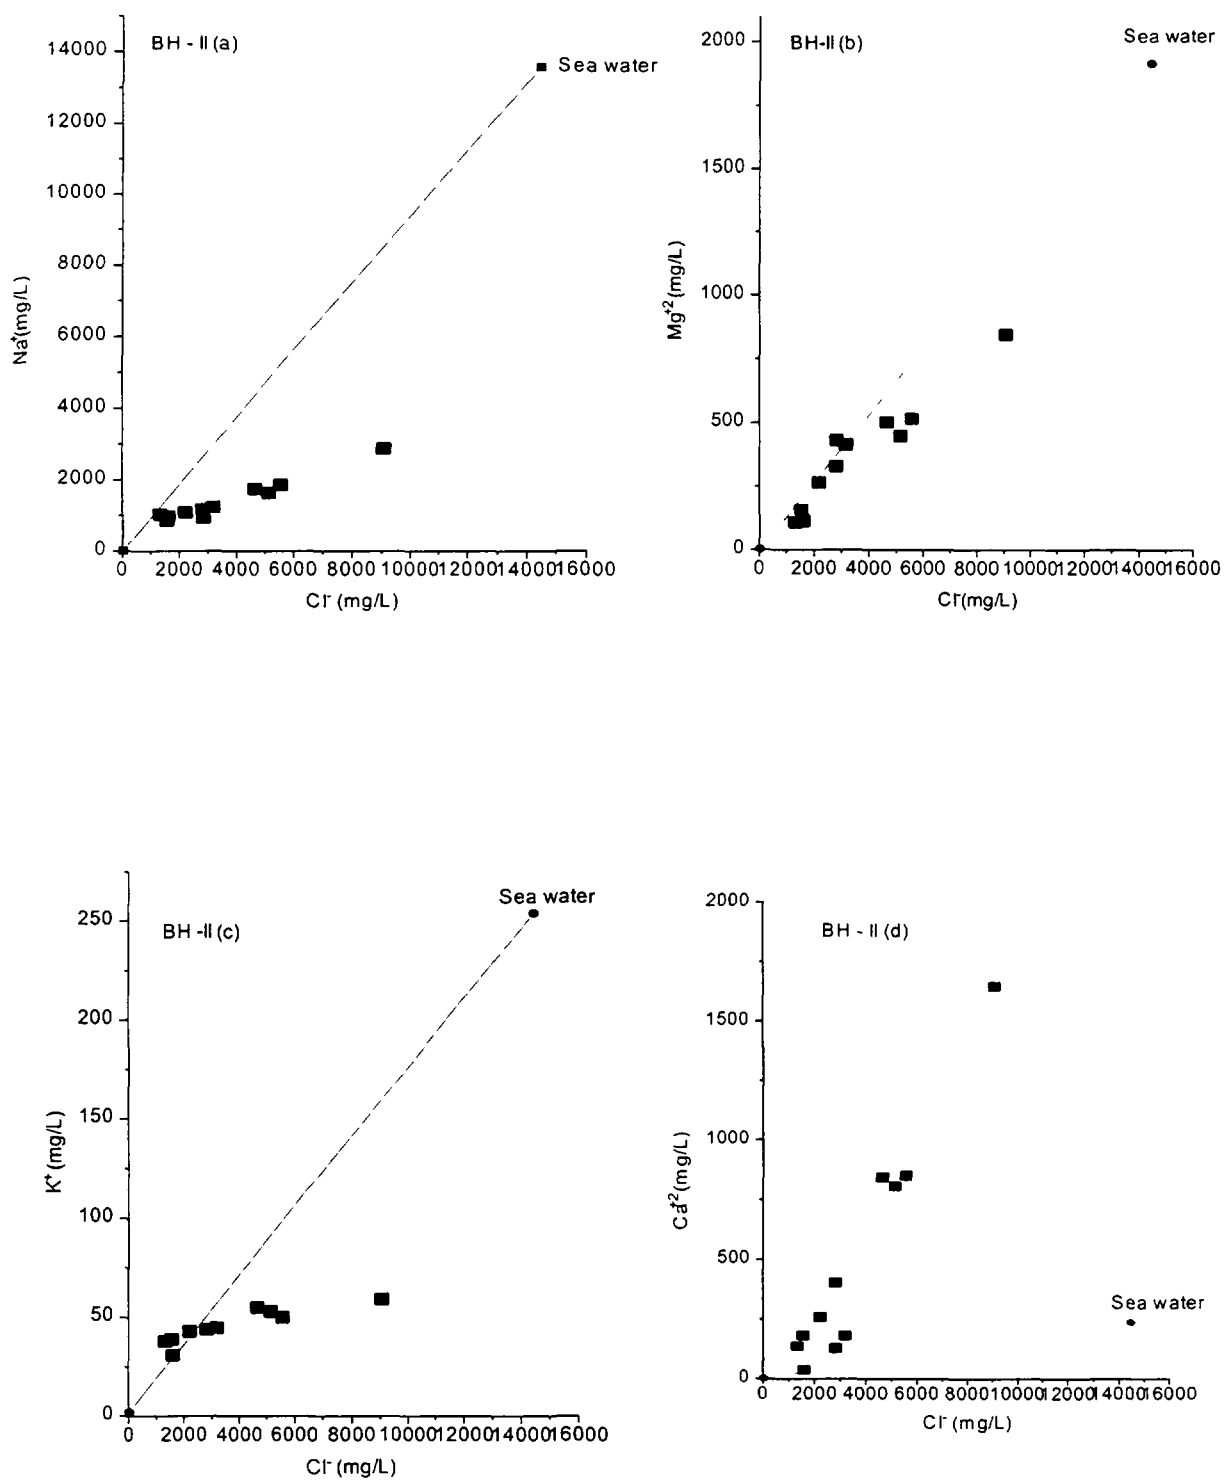 BH - II (a)
14000
12000
10000
8000
6000
4000
2000
0
Na+(mg/L)
Sea water
0 2000 4000 6000 8000 10000 12000 14000 16000
Cl- (mg/L)
BH-II (b)
Sea water
2000
1500
1000
500
0
Mg+2 (mg/L)
0 2000 4000 6000 8000 10000 12000 14000 16000
Cl-(mg/L)
BH -II (c)
Sea water
250
200
150
100
50
0
K+ (mg/L)
0 2000 4000 6000 8000 10000 12000 14000 16000
Cl- (mg/L)
BH - II (d)
2000
1500
1000
500
0
Ca+2 (mg/L)
Sea water
0 2000 4000 6000 8000 10000 12000 14000 16000
Cl- (mg/L)